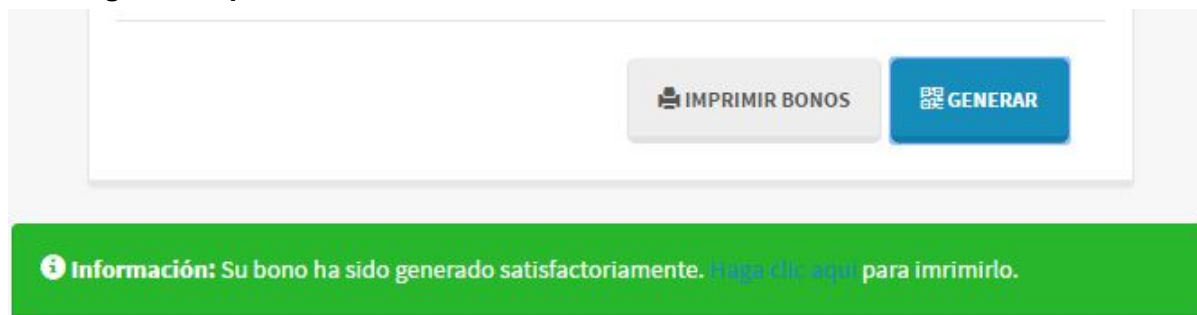 IMPRIMIR BONOS
GENERAR
Información: Su bono ha sido generado satisfactoriamente. Haga clic aquí para imrimirlo.